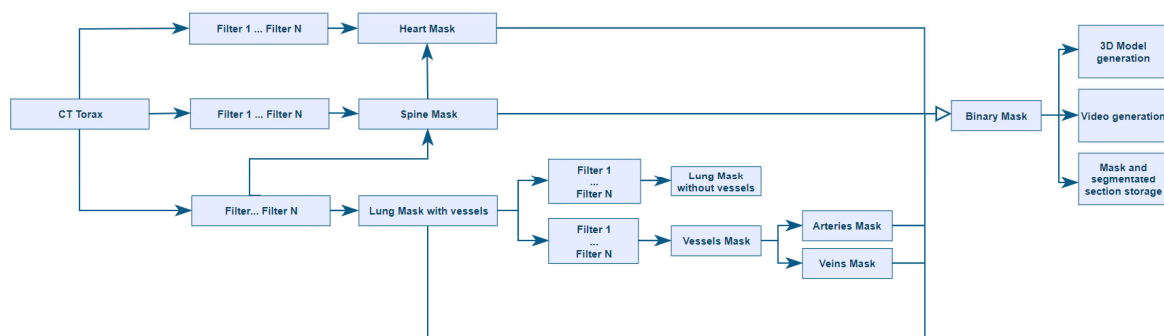 Filter 1 ... Filter N
Heart Mask
3D Model
generation
CT Torax
Filter 1 ... Filter N
Spine Mask
Binary Mask
Video generation
Filter 1
...
Filter N
Lung Mask
without vessels
Mask and
segmentated
section storage
Filter... Filter N
Lung Mask with vessels
Filter 1
...
Filter N
Vessels Mask
Arteries Mask
Veins Mask